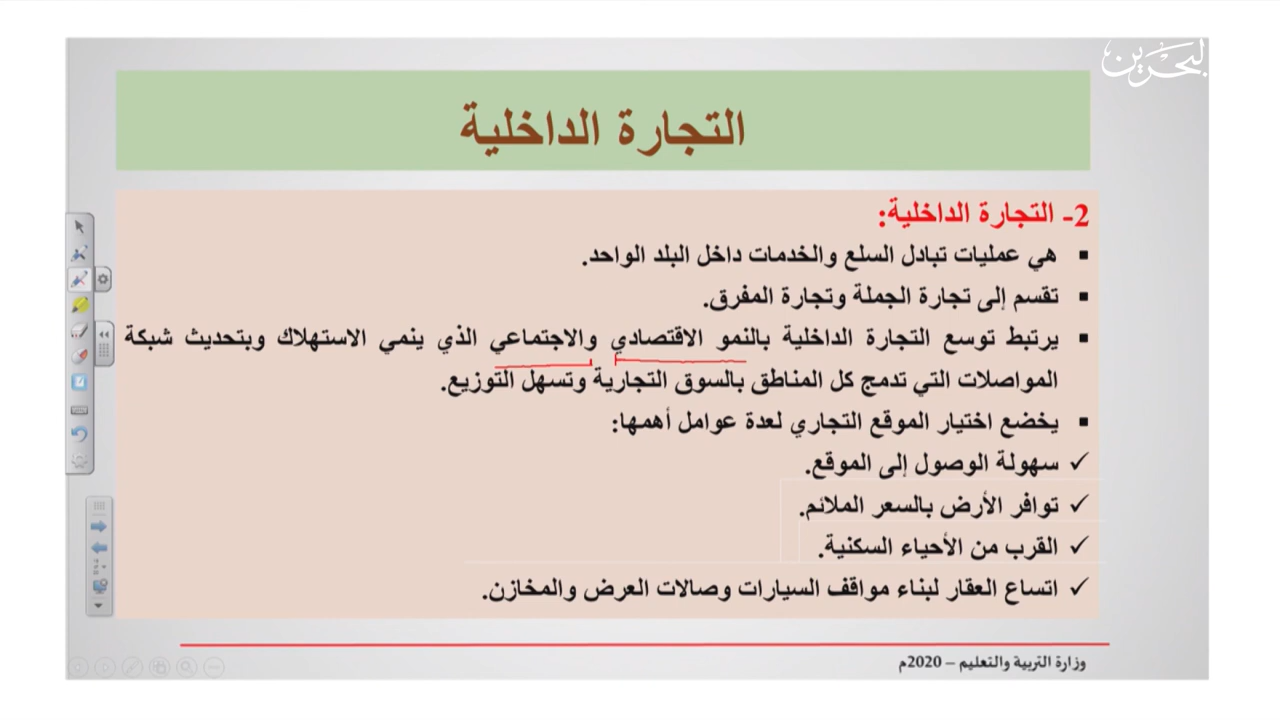 البحرين
التجارة الداخلية
2- التجارة الداخلية:
▪ هي عمليات تبادل السلع والخدمات داخل البلد الواحد.
▪ تقسم إلى تجارة الجملة وتجارة المفرق.
▪ يرتبط توسع التجارة الداخلية بالنمو الاقتصادي والاجتماعي الذي ينمي الاستهلاك وبتحديث شبكة
المواصلات التي تدمج كل المناطق بالسوق التجارية وتسهل التوزيع.
▪ يخضع اختيار الموقع التجاري لعدة عوامل أهمها:
✓ سهولة الوصول إلى الموقع.
✓ توافر الأرض بالسعر الملائم.
✓ القرب من الأحياء السكنية.
✓ اتساع العقار لبناء مواقف السيارات وصالات العرض والمخازن.
وزارة التربية والتعليم – 2020م